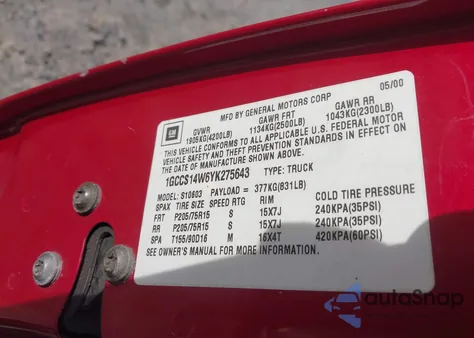 05/00
GM
MFD BY GENERAL MOTORS CORP
GVWR GAWR FRT GAWR RR
1905KG(4200LB) 1134KG(2500LB) 1043KG(2300LB)
THIS VEHICLE CONFORMS TO ALL APPLICABLE U.S. FEDERAL MOTOR
VEHICLE SAFETY AND THEFT PREVENTION STANDARDS IN EFFECT ON
THE DATE OF MANUFACTURE SHOWN ABOVE.
1GCCS14W6YK275643 TYPE: TRUCK
MODEL: S10603 PAYLOAD = 377KG(831LB)
SPAX TIRE SIZE SPEED RTG RIM COLD TIRE PRESSURE
FRT P205/75R15 S 15X7J 240KPA(35PSI)
RR P205/75R15 S 15X7J 240KPA(35PSI)
SPA T155/90D16 M 16X4T 420KPA(60PSI)
SEE OWNER'S MANUAL FOR MORE INFORMATION.
autoSnap